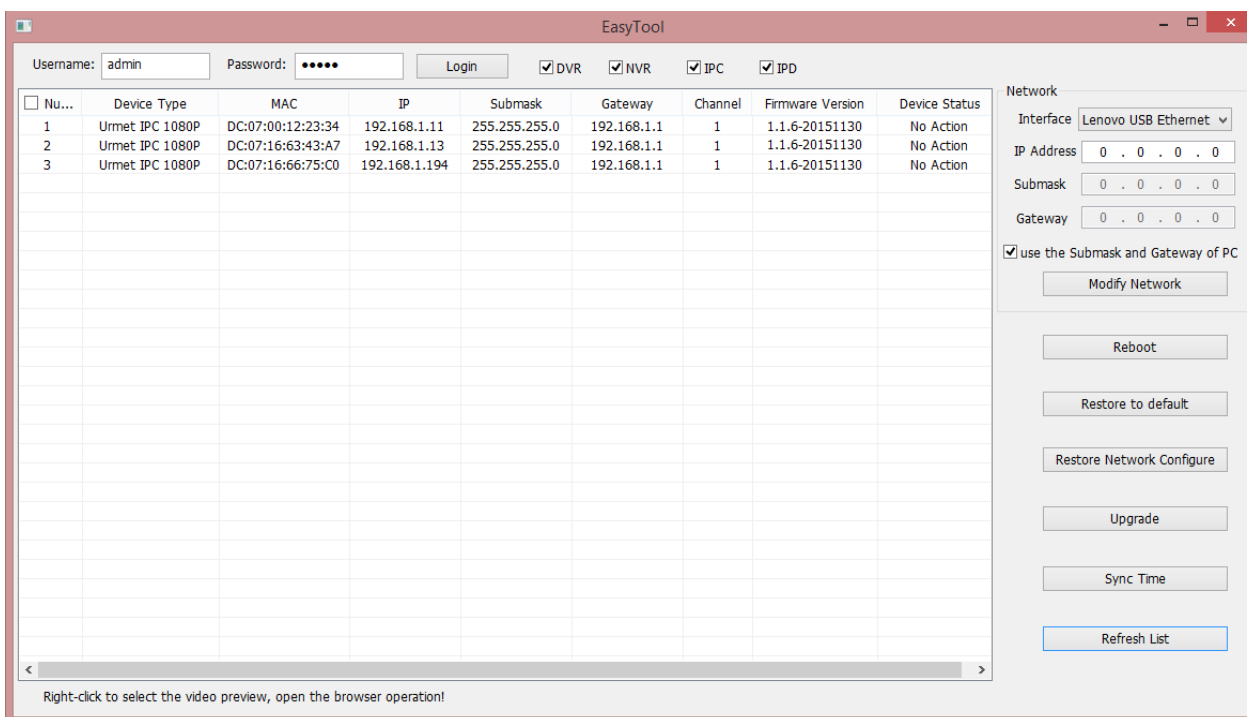 EasyTool
Username: admin Password: ●●●●● Login DVR NVR IPC IPD
Nu... Device Type MAC IP Submask Gateway Channel Firmware Version Device Status
1 Urmet IPC 1080P DC:07:00:12:23:34 192.168.1.11 255.255.255.0 192.168.1.1 1 1.1.6-20151130 No Action
2 Urmet IPC 1080P DC:07:16:63:43:A7 192.168.1.13 255.255.255.0 192.168.1.1 1 1.1.6-20151130 No Action
3 Urmet IPC 1080P DC:07:16:66:75:C0 192.168.1.194 255.255.255.0 192.168.1.1 1 1.1.6-20151130 No Action
Network
Interface Lenovo USB Ethernet
IP Address 0 . 0 . 0 . 0
Submask 0 . 0 . 0 . 0
Gateway 0 . 0 . 0 . 0
use the Submask and Gateway of PC
Modify Network
Reboot
Restore to default
Restore Network Configure
Upgrade
Sync Time
Refresh List
Right-click to select the video preview, open the browser operation!